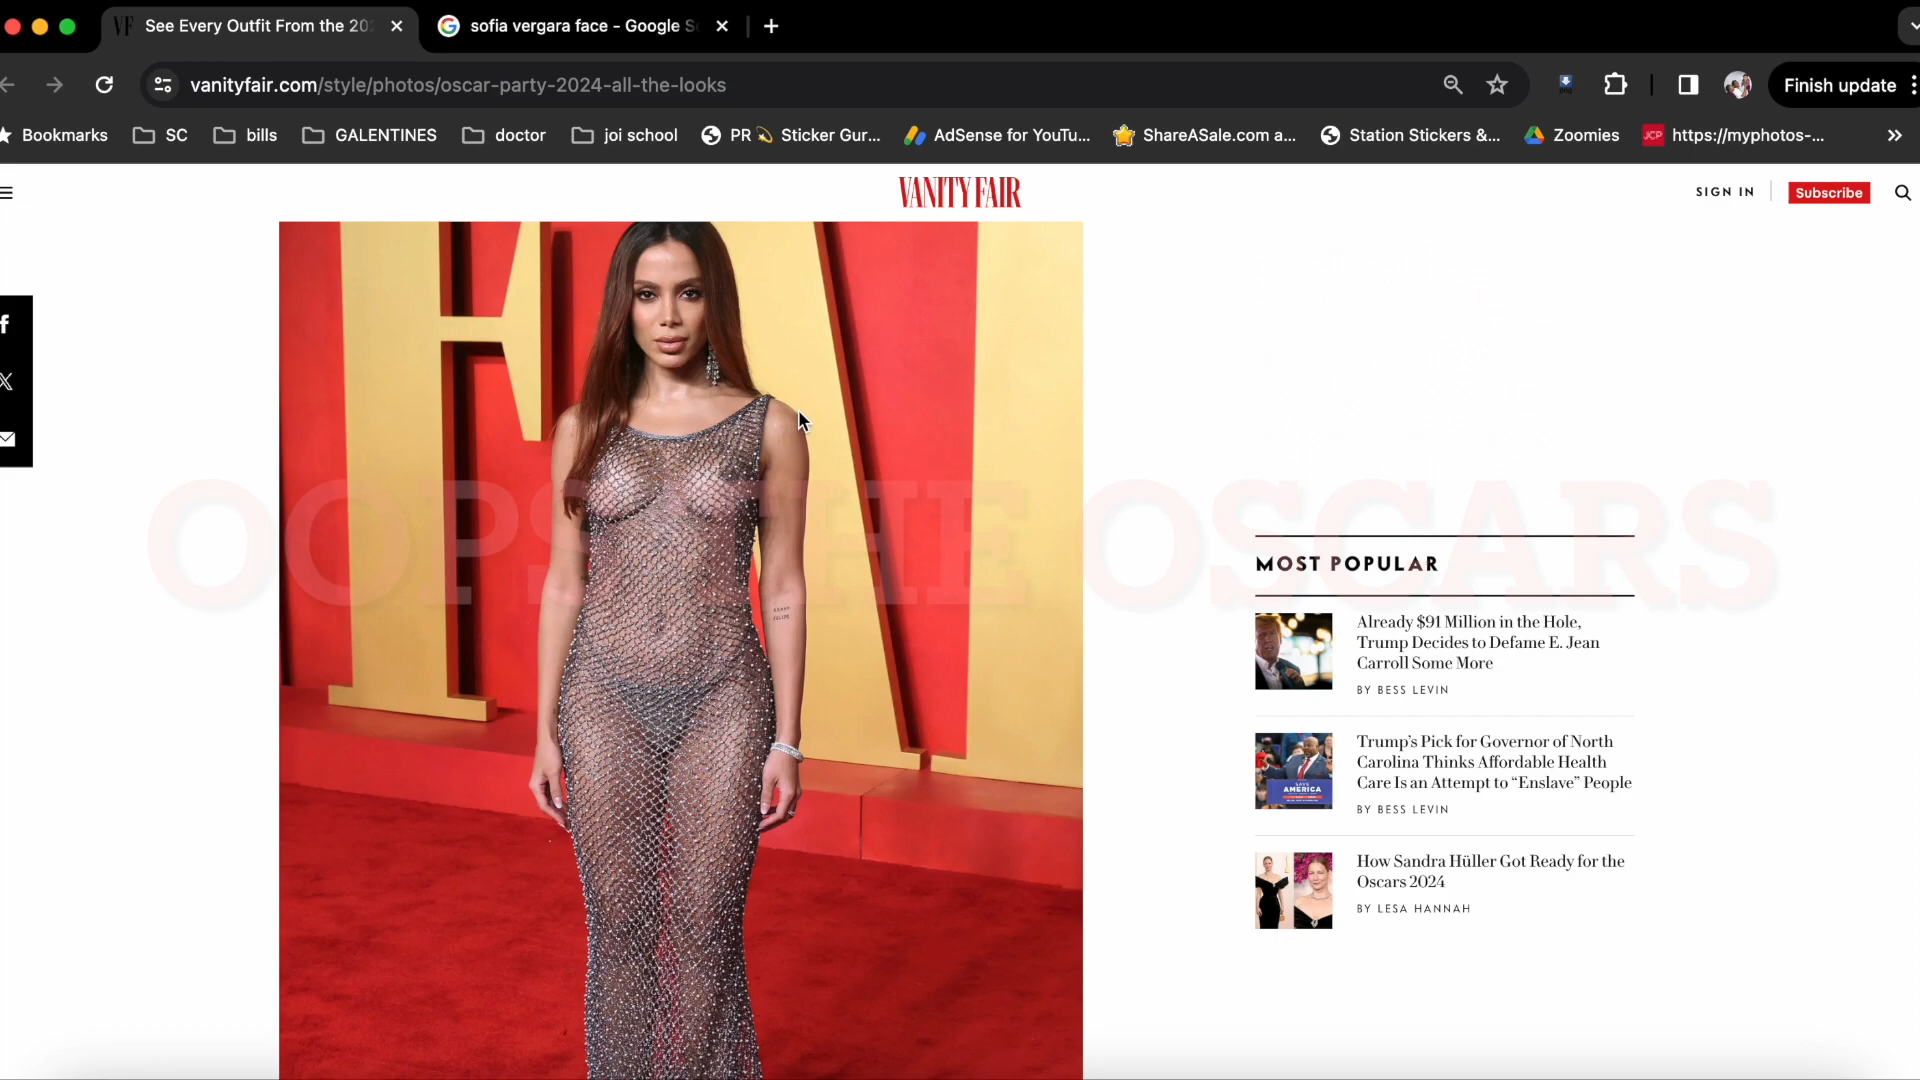 See Every Outfit From the 20
sofia vergara face - Google S
vanityfair.com/style/photos/oscar-party-2024-all-the-looks
Finish update
Bookmarks
SC
bills
GALENTINES
doctor
joi school
PR 💫 Sticker Gur...
AdSense for YouTu...
ShareASale.com a...
Station Stickers &...
Zoomies
JCP
https://myphotos-...
VANITY FAIR
SIGN IN
Subscribe
FA
OOPS THE OSCARS
MOST POPULAR
Already $91 Million in the Hole,
Trump Decides to Defame E. Jean
Carroll Some More
BY BESS LEVIN
Trump's Pick for Governor of North
Carolina Thinks Affordable Health
Care Is an Attempt to “Enslave” People
BY BESS LEVIN
SAVE
AMERICA
How Sandra Hüller Got Ready for the
Oscars 2024
BY LESA HANNAH